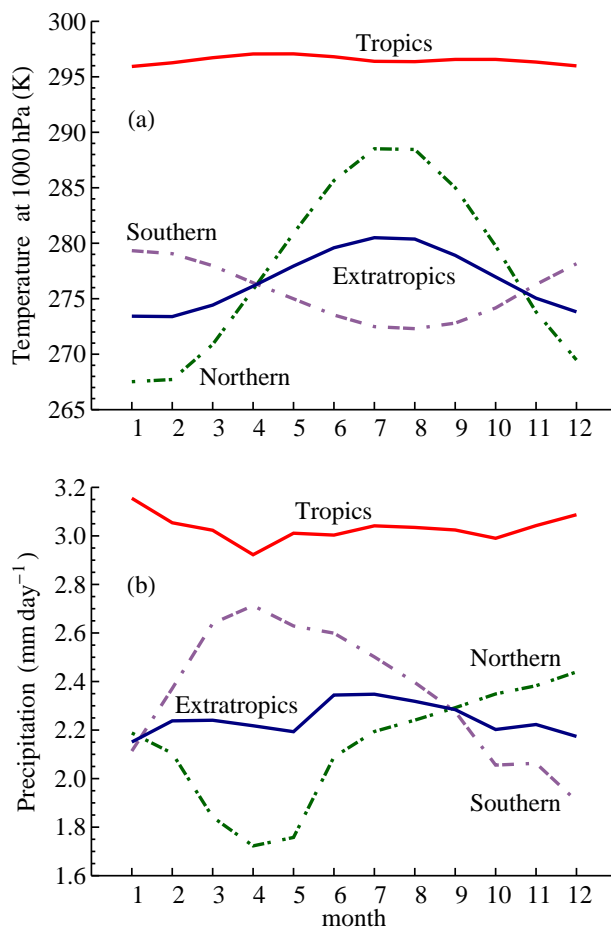 300
295
290
285
280
275
270
265
Temperature at 1000 hPa (K)
(a)
Tropics
Southern
Extratropics
Northern
1 2 3 4 5 6 7 8 9 10 11 12
3.2
3.0
2.8
2.6
2.4
2.2
2.0
1.8
1.6
Precipitation (mm day⁻¹)
Tropics
(b)
Northern
Extratropics
Southern
1 2 3 4 5 6 7 8 9 10 11 12
month